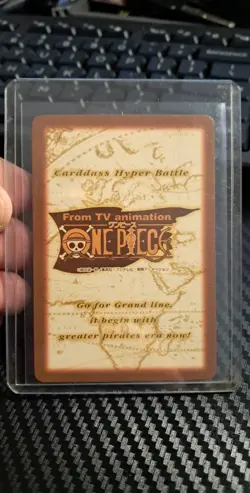 Carddass Hyper Battle
From TV animation
ワンピース
ONE PIECE
Go for Grand line,
it begin with
greater pirates era now!